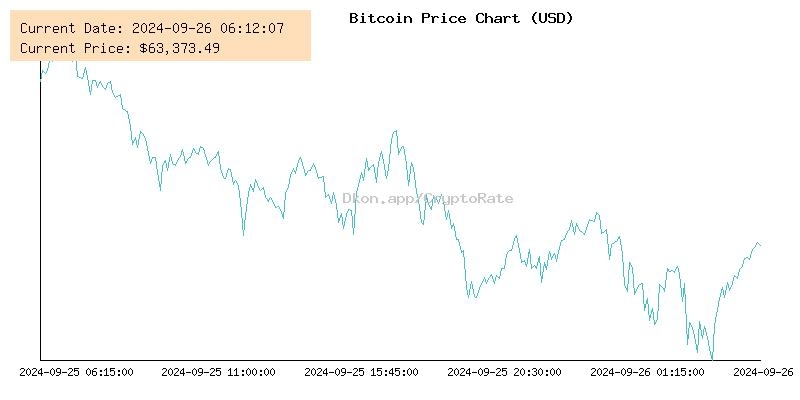 Bitcoin Price Chart (USD)
Current Date: 2024-09-26 06:12:07
Current Price: $63,373.49
Dkon.app/CryptoRate
2024-09-25 06:15:00 2024-09-25 11:00:00 2024-09-25 15:45:00 2024-09-25 20:30:00 2024-09-26 01:15:00 2024-09-26